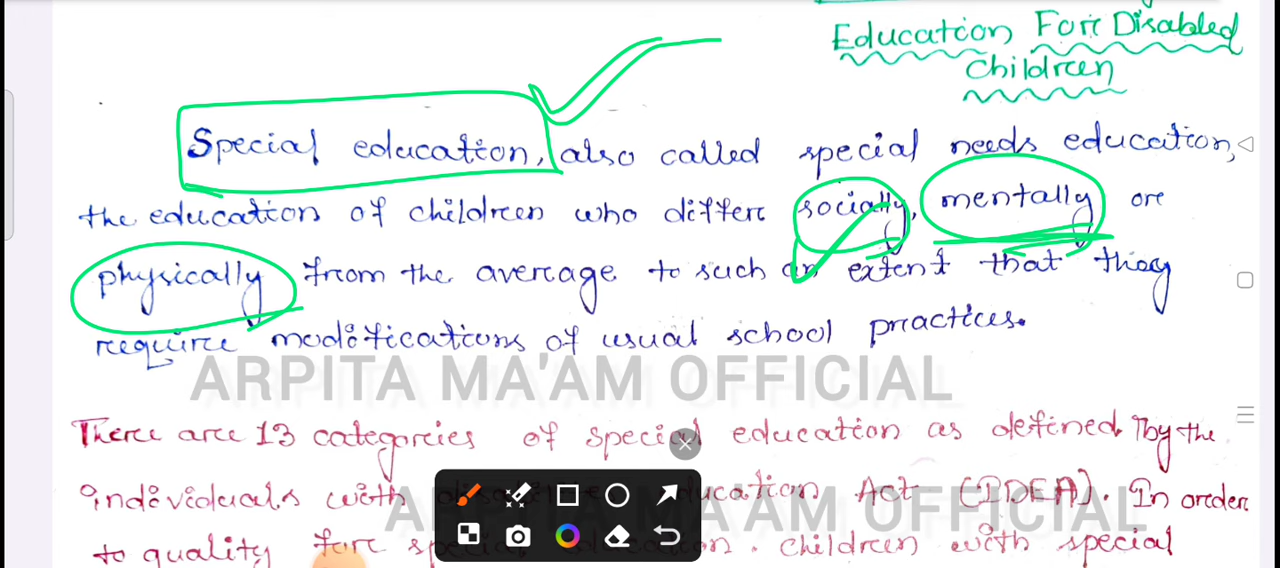 Education For Disabled
Children
Special education, also called special needs education,
the education of children who differ socially, mentally or
physically from the average to such an extent that they
require modifications of usual school practices.
ARPITA MA'AM OFFICIAL
There are 13 categories of special education as defined by the
individuals with ucation Act (IDEA). In order
ARPITA MA'AM OFFICIAL
to quality for spe on. children with special